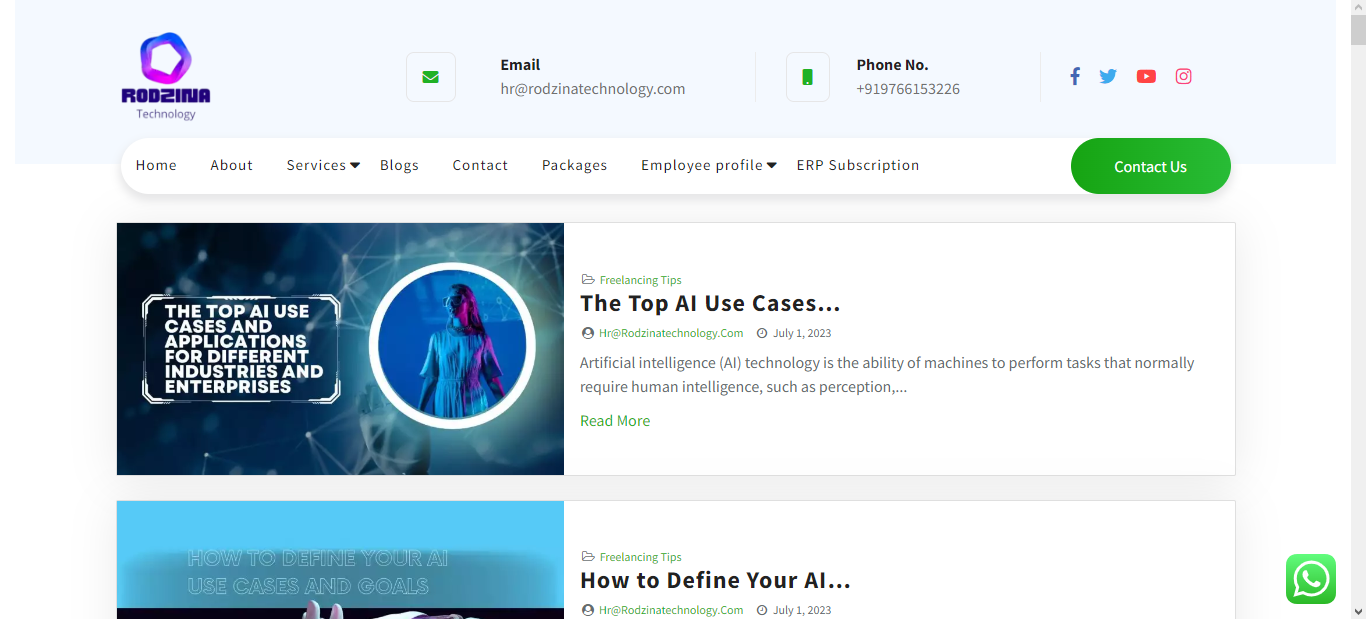 RODZINA
Technology
Email
hr@rodzinatechnology.com
Phone No.
+919766153226
Home About Services Blogs Contact Packages Employee profile ERP Subscription Contact Us
THE TOP AI USE
CASES AND
APPLICATIONS
FOR DIFFERENT
INDUSTRIES AND
ENTERPRISES
Freelancing Tips
The Top AI Use Cases...
Hr@Rodzinatechnology.Com July 1, 2023
Artificial intelligence (AI) technology is the ability of machines to perform tasks that normally
require human intelligence, such as perception,...
Read More
HOW TO DEFINE YOUR AI
USE CASES AND GOALS
Freelancing Tips
How to Define Your AI...
Hr@Rodzinatechnology.Com July 1, 2023